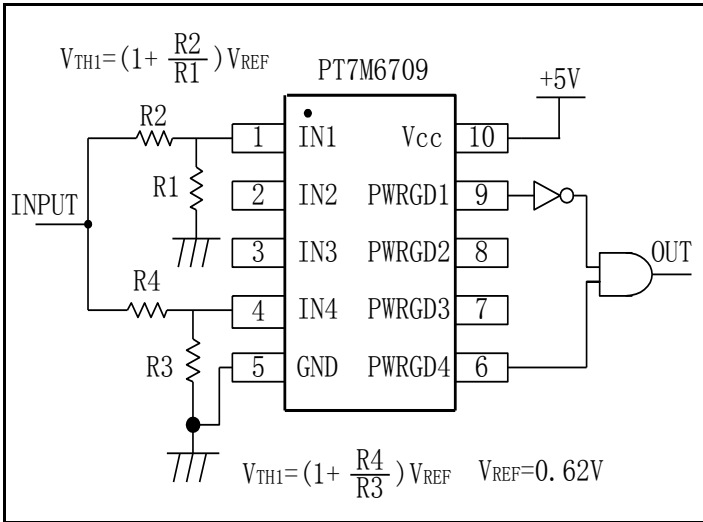 VTH1=(1+ R2/R1)VREF
PT7M6709
+5V
R2
1 IN1 Vcc 10
R1
INPUT
2 IN2 PWRGD1 9
3 IN3 PWRGD2 8
OUT
R4
4 IN4 PWRGD3 7
R3
5 GND PWRGD4 6
VTH1=(1+ R4/R3)VREF VREF=0.62V